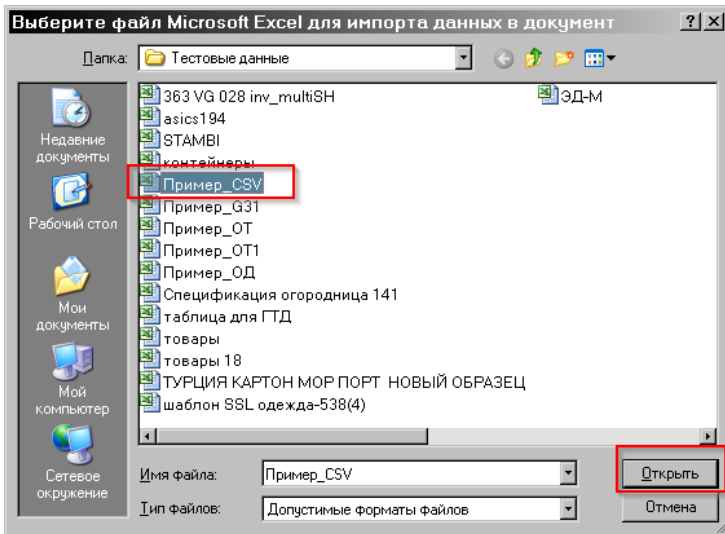 Выберите файл Microsoft Excel для импорта данных в документ
Папка: Тестовые данные
Недавние
документы
Рабочий стол
Мои
документы
Мой
компьютер
Сетевое
окружение
363 VG 028 inv_multiSH
asics194
STAMBI
контейнеры
Пример_CSV
Пример_G31
Пример_ОТ
Пример_ОТ1
Пример_ОД
Спецификация огородница 141
таблица для ГТД
товары
товары 18
ТУРЦИЯ КАРТОН МОР ПОРТ НОВЫЙ ОБРАЗЕЦ
шаблон SSL одежда-538(4)
ЭД-М
Имя файла: Пример_CSV
Открыть
Тип файлов: Допустимые форматы файлов
Отмена